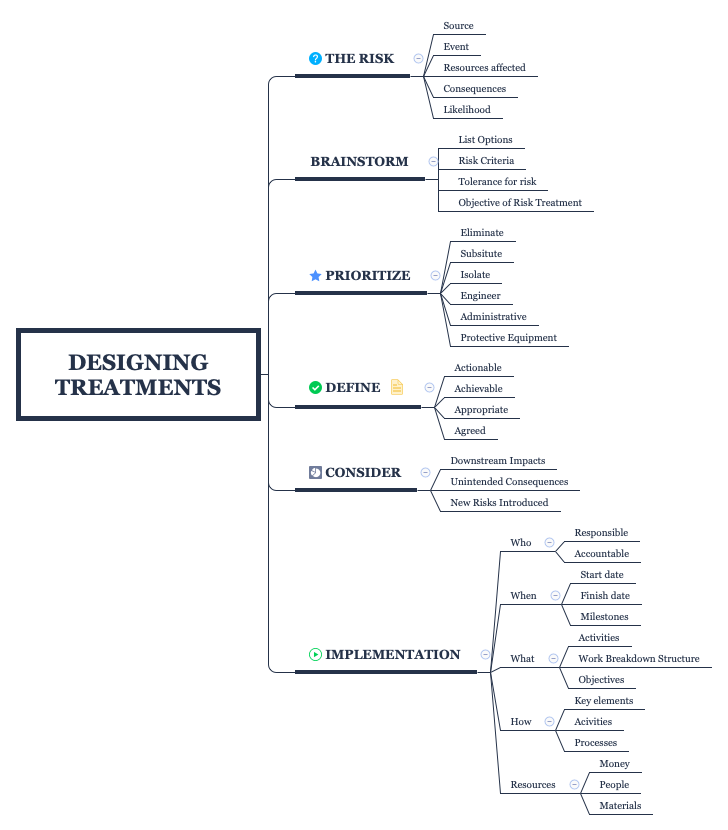 DESIGNING
TREATMENTS
THE RISK
Source
Event
Resources affected
Consequences
Likelihood
BRAINSTORM
List Options
Risk Criteria
Tolerance for risk
Objective of Risk Treatment
PRIORITIZE
Eliminate
Subsitute
Isolate
Engineer
Administrative
Protective Equipment
DEFINE
Actionable
Achievable
Appropriate
Agreed
CONSIDER
Downstream Impacts
Unintended Consequences
New Risks Introduced
IMPLEMENTATION
Who
Responsible
Accountable
When
Start date
Finish date
Milestones
What
Activities
Work Breakdown Structure
Objectives
How
Key elements
Acivities
Processes
Resources
Money
People
Materials